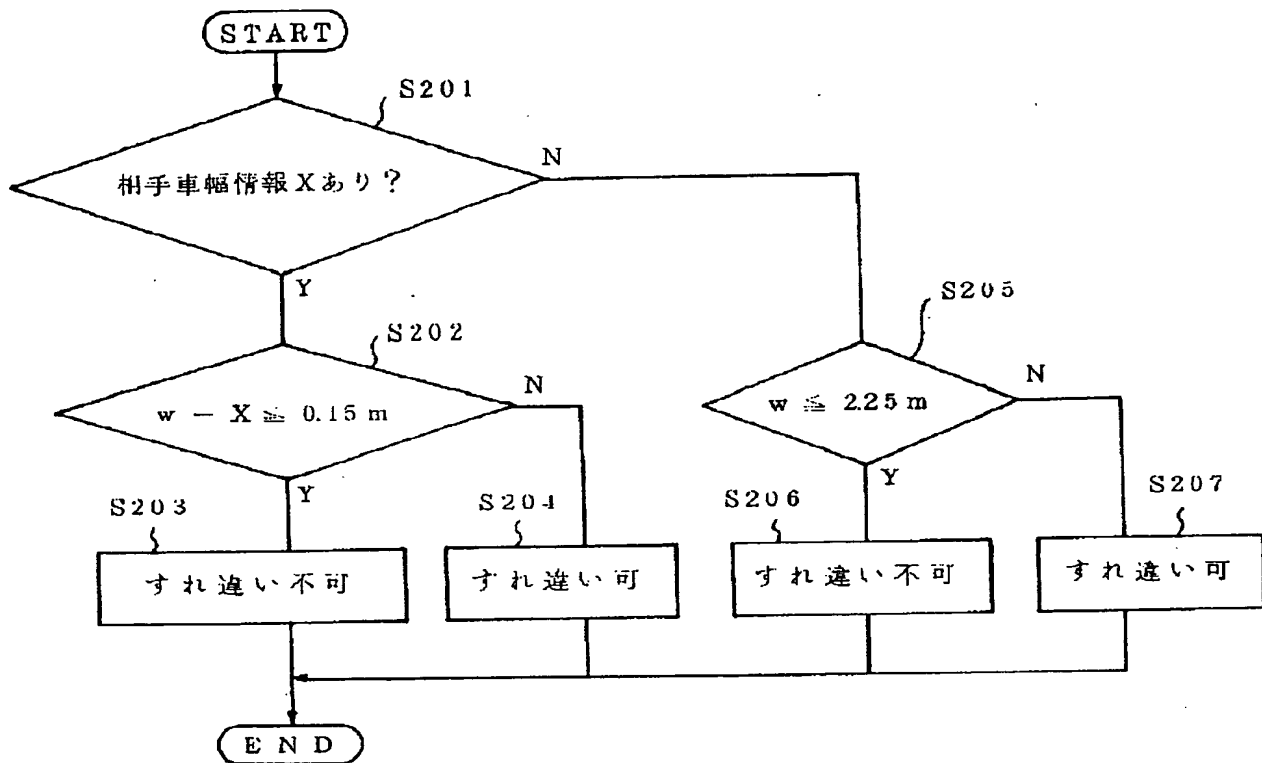 START
S201
相手車幅情報Xあり?
N
Y
S202
w − X ≦ 0.15 m
N
Y
S205
w ≦ 2.25 m
N
Y
S203
すれ違い不可
S204
すれ違い可
S206
すれ違い不可
S207
すれ違い可
END